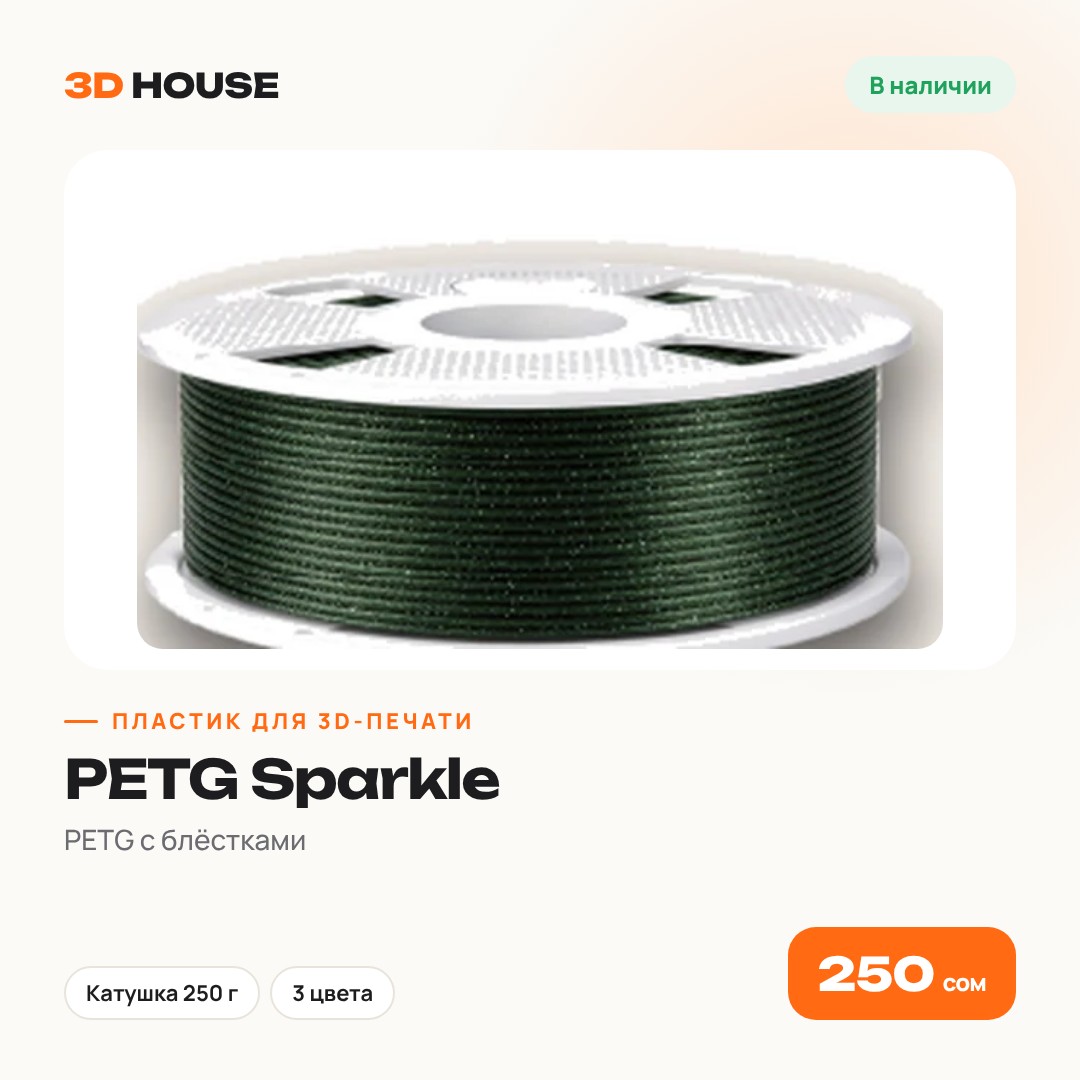 3D HOUSE
В наличии
ПЛАСТИК ДЛЯ 3D-ПЕЧАТИ
PETG Sparkle
PETG с блёстками
Катушка 250 г
3 цвета
250 сом